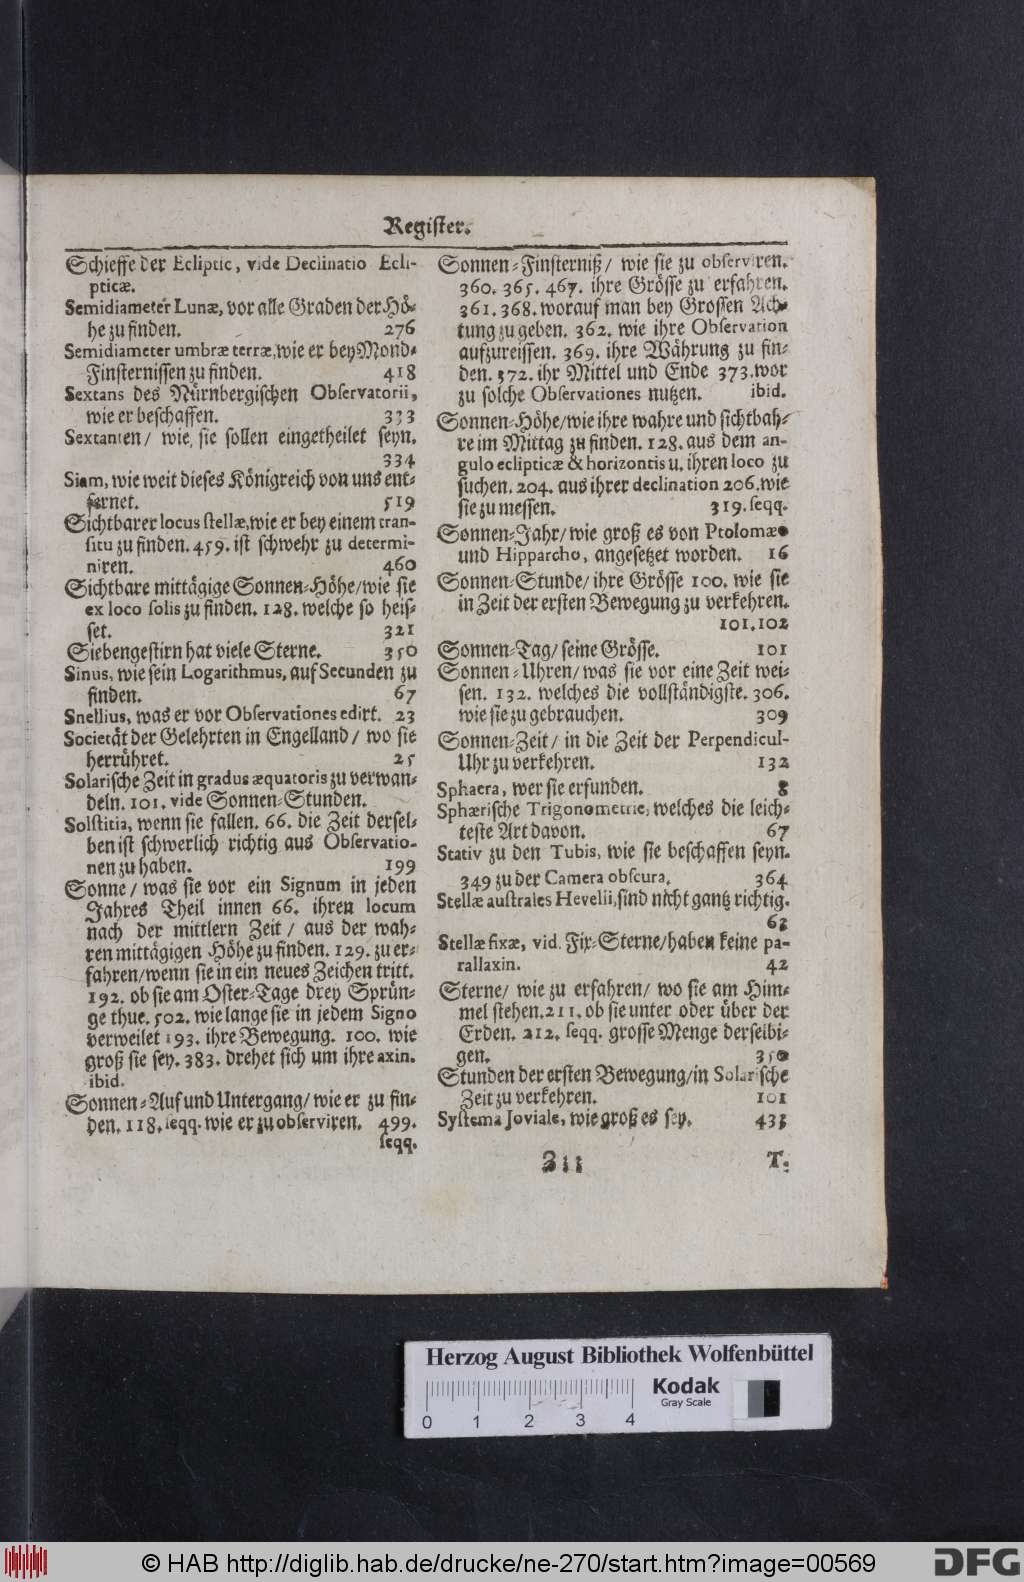 Register.
Schieffe der Ecliptic, vide Declinatio Ecli-
pticæ.
Semidiameter Lunæ, vor alle Graden der Hö-
he zu finden. 276
Semidiameter umbræ terræ, wie er bey Mond-
Finsternissen zu finden. 418
Sextans des Nürnbergischen Observatorii,
wie er beschaffen. 333
Sextanten / wie, sie sollen eingetheilet seyn.
334
Siam, wie weit dieses Königreich von uns ent-
fernet. 519
Sichtbarer locus stellæ, wie er bey einem tran-
situ zu finden. 459. ist schwehr zu determi-
niren. 460
Sichtbare mittägige Sonnen-Höhe/ wie sie
ex loco solis zu finden. 128. welche so heis-
set. 321
Siebengestirn hat viele Sterne. 350
Sinus, wie sein Logarithmus, auf Secunden zu
finden. 67
Snellius, was er vor Observationes edirt. 23
Societät der Gelehrten in Engelland / wo sie
herrühret. 25
Solarische Zeit in gradus æquatoris zu verwan-
deln. 101. vide Sonnen-Stunden.
Solstitia, wenn sie fallen. 66. die Zeit dersel-
ben ist schwerlich richtig aus Observatio-
nen zu haben. 199
Sonne / was sie vor ein Signum in jeden
Jahres Theil innen 66. ihren locum
nach der mittlern Zeit / aus der wah-
ren mittägigen Höhe zu finden. 129. zu er-
fahren/ wenn sie in ein neues Zeichen tritt.
192. ob sie am Oster-Tage drey Sprün-
ge thue. 502. wie lange sie in jedem Signo
verweilet 193. ihre Bewegung. 100. wie
groß sie sey. 383. drehet sich um ihre axin.
ibid.
Sonnen-Auf und Untergang/ wie er zu fin-
den. 118. seqq. wie er zu observiren. 499.
seqq.
Sonnen-Finsterniß/ wie sie zu observiren.
360. 365. 467. ihre Grösse zu erfahren.
361. 368. worauf man bey Grossen Ach-
tung zu geben. 362. wie ihre Observation
aufzureissen. 369. ihre Währung zu fin-
den. 372. ihr Mittel und Ende 373. wor
zu solche Observationes nutzen. ibid.
Sonnen-Höhe/ wie ihre wahre und sichtbah-
re im Mittag zu finden. 128. aus dem an-
gulo eclipticæ & horizontis u. ihren loco zu
suchen. 204. aus ihrer declination 206. wie
sie zu messen. 319. seqq.
Sonnen-Jahr/ wie groß es von Ptolomæo
und Hipparcho, angesetzet worden. 16
Sonnen-Stunde/ ihre Grösse 100. wie sie
in Zeit der ersten Bewegung zu verkehren.
101. 102
Sonnen-Tag/ seine Grösse. 101
Sonnen-Uhren/ was sie vor eine Zeit wei-
sen. 132. welches die vollständigste. 306.
wie sie zu gebrauchen. 309
Sonnen-Zeit/ in die Zeit der Perpendicul-
Uhr zu verkehren. 132
Sphaera, wer sie erfunden. 8
Sphærische Trigonometrie, welches die leich-
teste Art davon. 67
Stativ zu den Tubis, wie sie beschaffen seyn.
349 zu der Camera obscura. 364
Stellæ australes Hevelii, sind nicht gantz richtig.
63
Stellæ fixæ, vid. Fix-Sterne/ haben keine pa-
rallaxin. 42
Sterne/ wie zu erfahren/ wo sie am Him-
mel stehen. 211. ob sie unter oder über der
Erden. 212. seqq. grosse Menge derseibi-
gen. 350
Stunden der ersten Bewegung/ in Solarische
Zeit zu verkehren. 101
Systema Joviale, wie groß es sey. 433
T.
Herzog August Bibliothek Wolfenbüttel
Kodak
Gray Scale
0 1 2 3 4
© HAB http://diglib.hab.de/drucke/ne-270/start.htm?image=00569
DFG